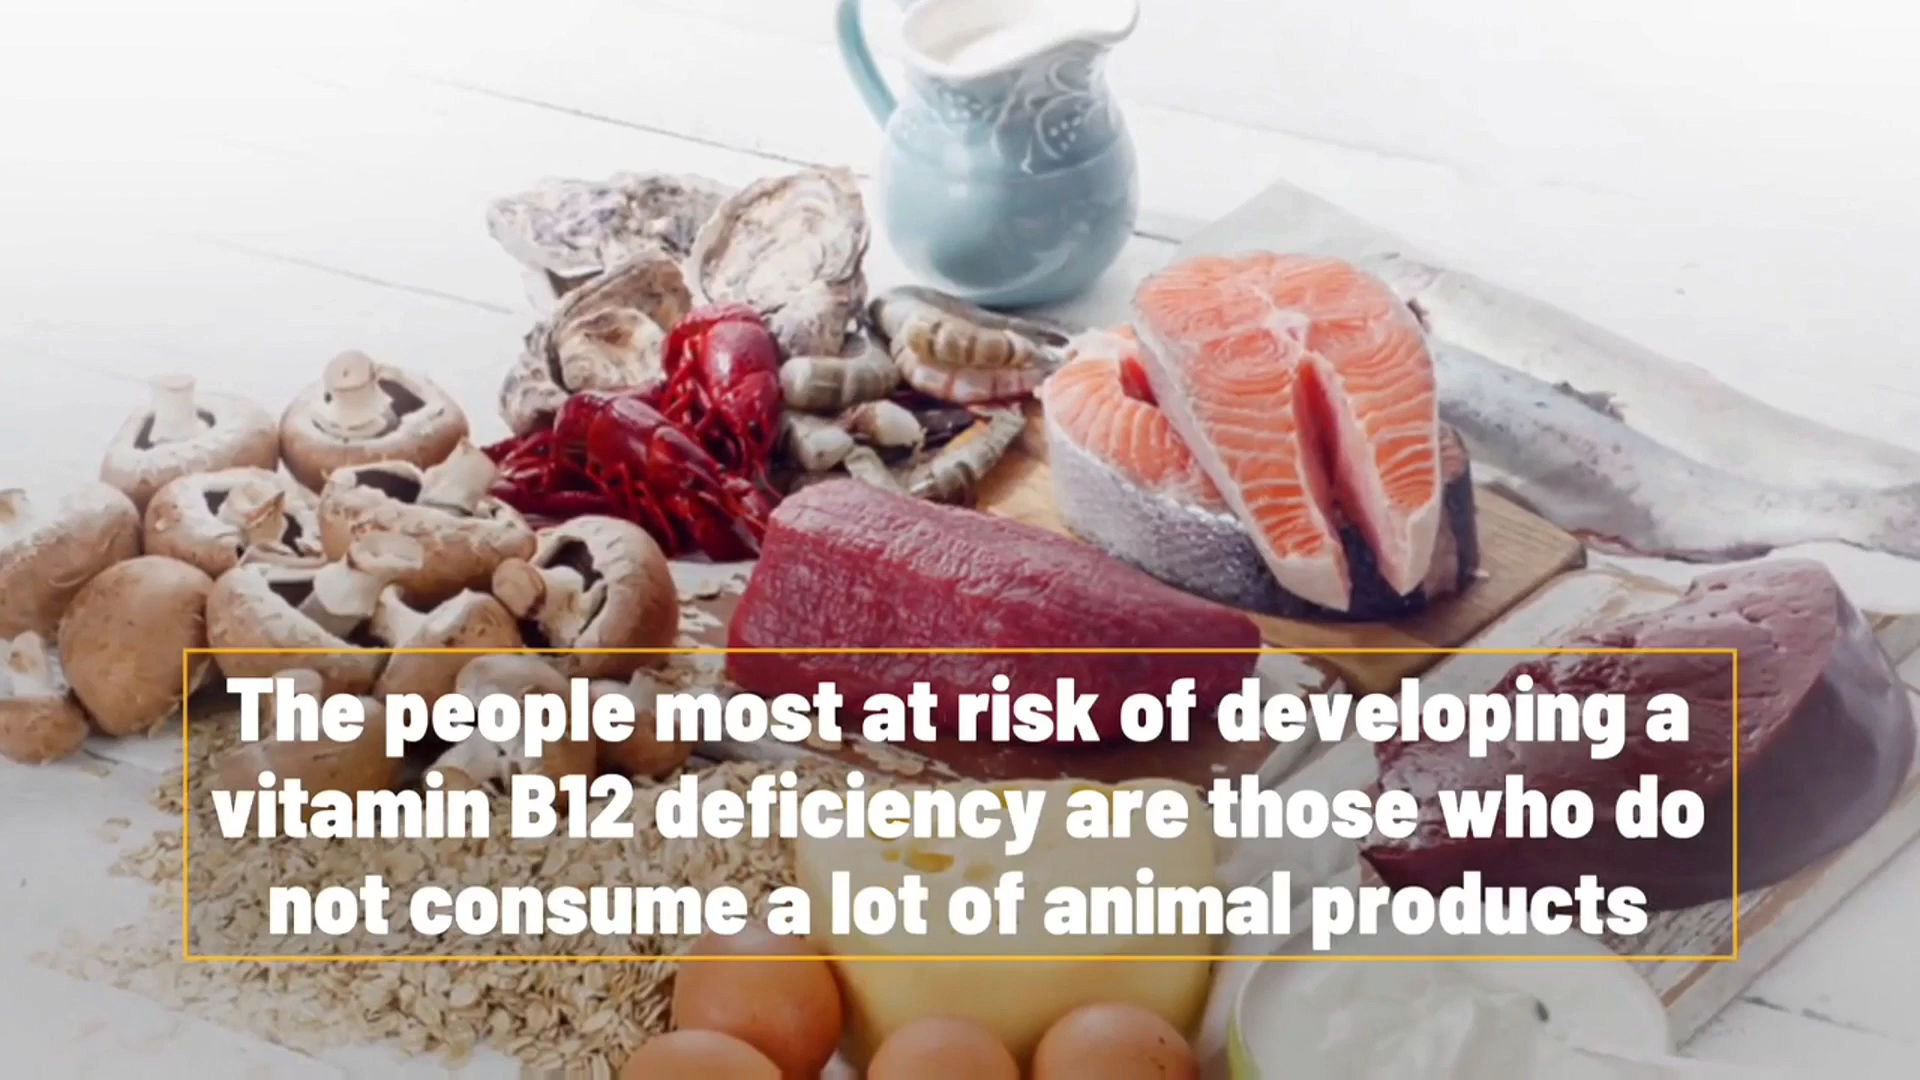 The people most at risk of developing a
vitamin B12 deficiency are those who do
not consume a lot of animal products